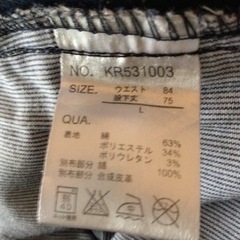 NO. KR531003
SIZE. ウエスト 84
股下丈 75
L
QUA.
表地 綿 63%
ポリエステル 34%
別布部分 ポリウレタン 3%
別布部分 合成皮革 100%